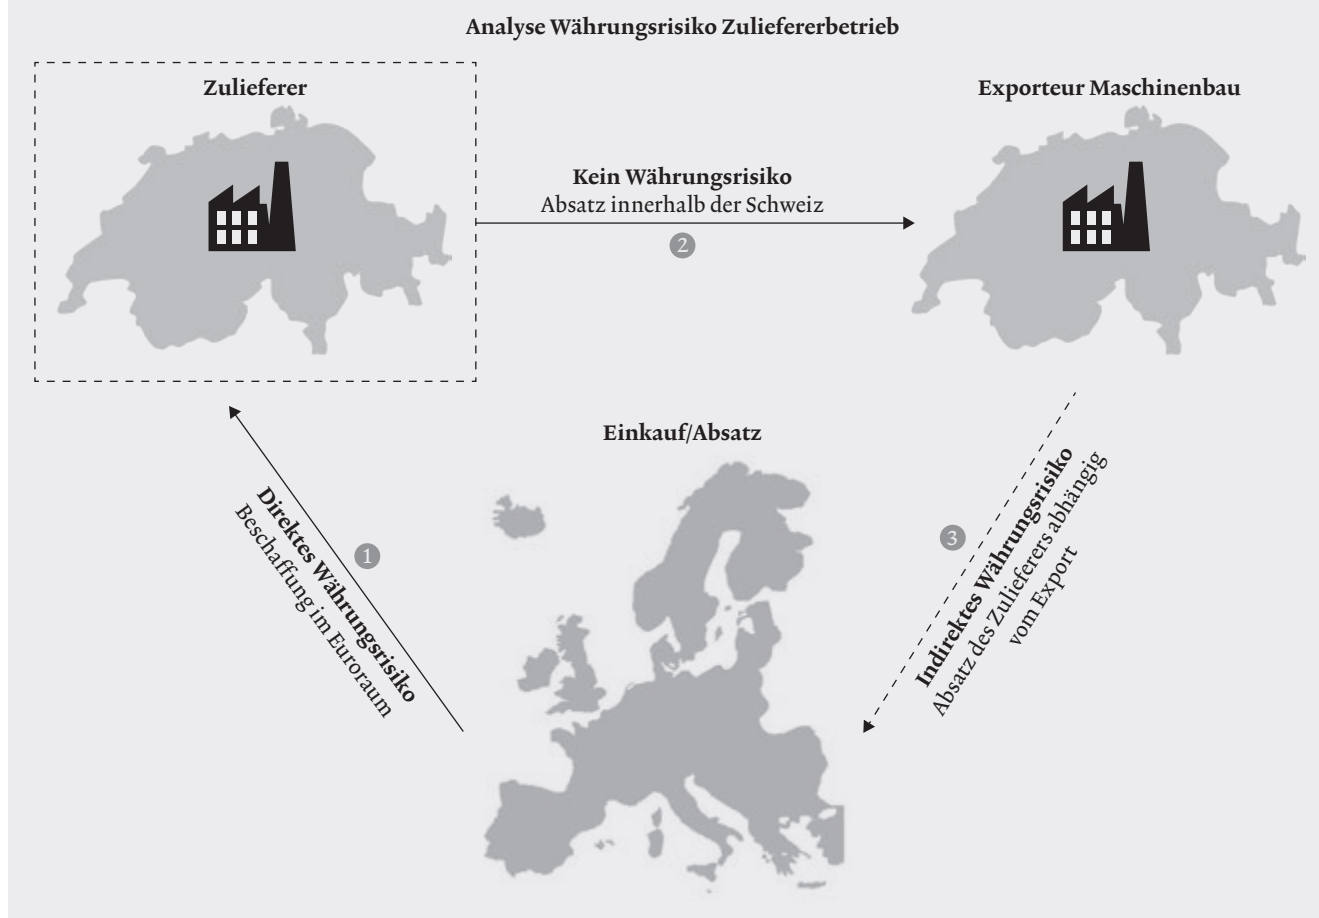 Analyse Währungsrisiko Zuliefererbetrieb
Zulieferer
Exporteur Maschinenbau
Kein Währungsrisiko
Absatz innerhalb der Schweiz
2
Einkauf/Absatz
Direktes Währungsrisiko
Beschaffung im Euroraum
1
3
Indirektes Währungsrisiko
Absatz des Zulieferers abhängig
vom Export